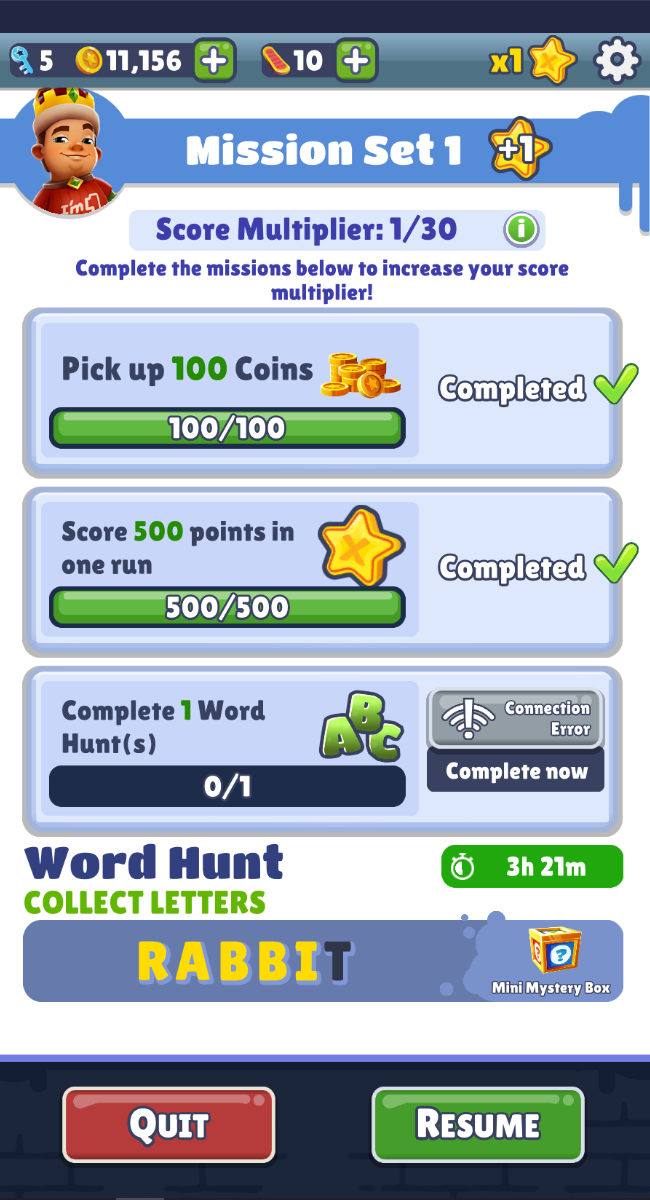 5
11,156
10
x1
Mission Set 1
+1
Score Multiplier: 1/30
i
Complete the missions below to increase your score
multiplier!
Pick up 100 Coins
100/100
Completed
Score 500 points in
one run
500/500
Completed
Complete 1 Word
Hunt(s)
ABC
0/1
Connection
Error
Complete now
Word Hunt
3h 21m
COLLECT LETTERS
RABBIT
?
Mini Mystery Box
QUIT
RESUME